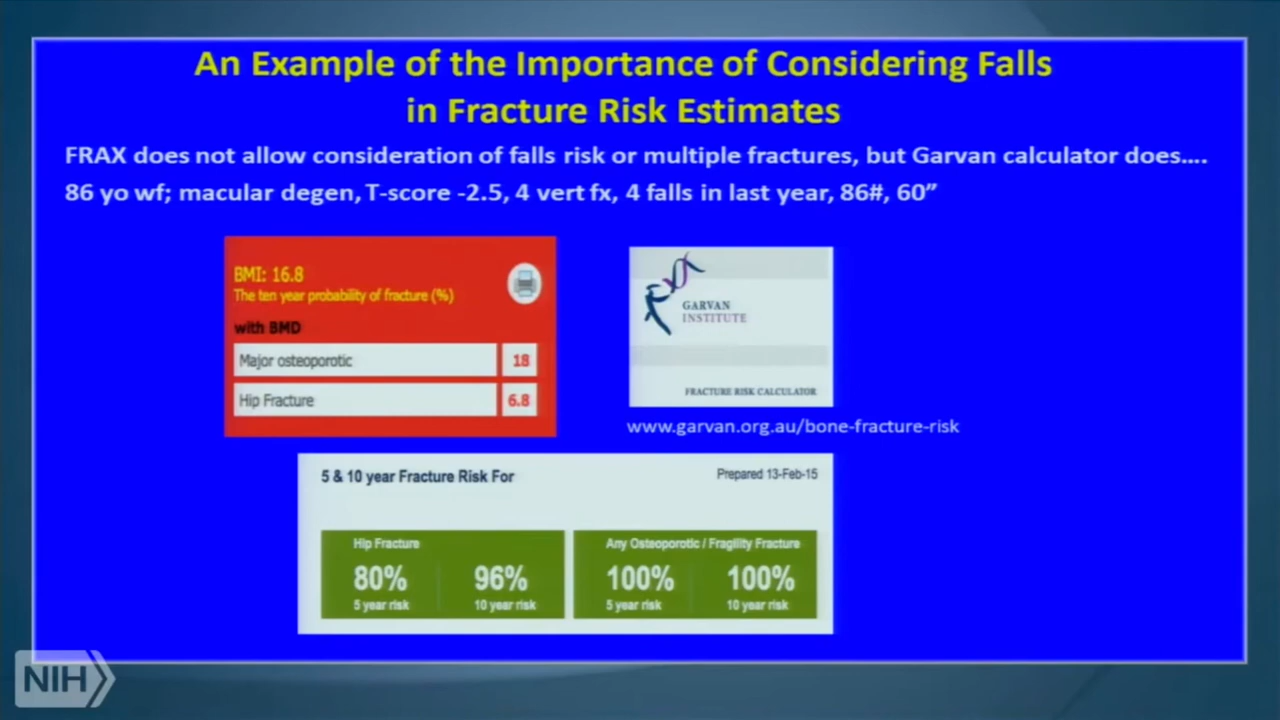 An Example of the Importance of Considering Falls
in Fracture Risk Estimates
FRAX does not allow consideration of falls risk or multiple fractures, but Garvan calculator does….
86 yo wf; macular degen, T-score -2.5, 4 vert fx, 4 falls in last year, 86#, 60”
BMI: 16.8
The ten year probability of fracture (%)
with BMD
Major osteoporotic 18
Hip Fracture 6.8
GARVAN
INSTITUTE
FRACTURE RISK CALCULATOR
www.garvan.org.au/bone-fracture-risk
5 & 10 year Fracture Risk For Prepared 13-Feb-15
Hip Fracture Any Osteoporotic / Fragility Fracture
80% 96% 100% 100%
5 year risk 10 year risk 5 year risk 10 year risk
NIH